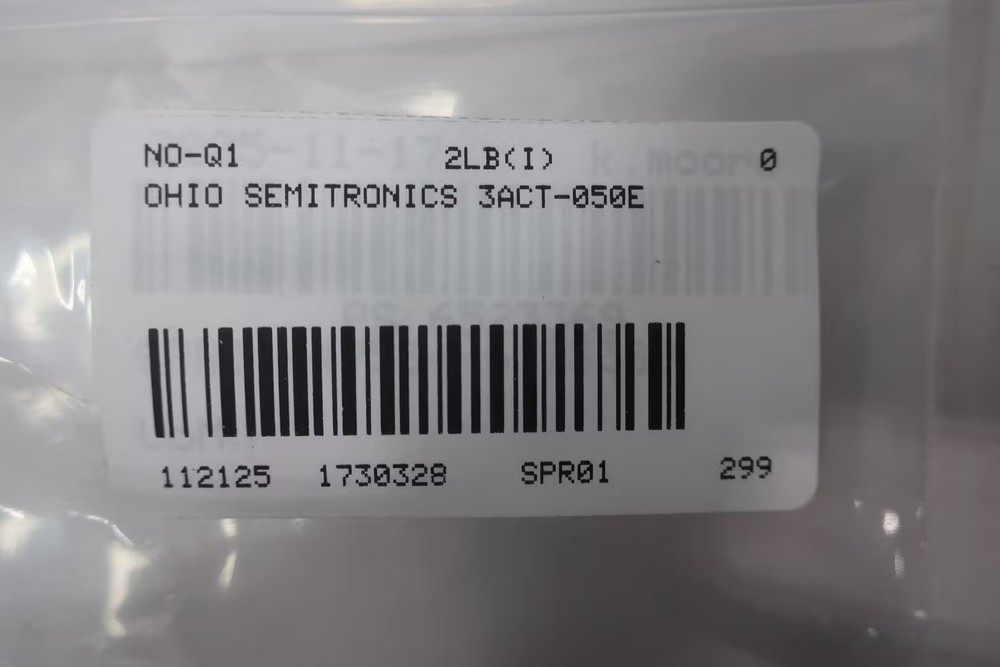 NO-Q1 2LB(I) 0
OHIO SEMITRONICS 3ACT-050E
112125 1730328 SPR01 299